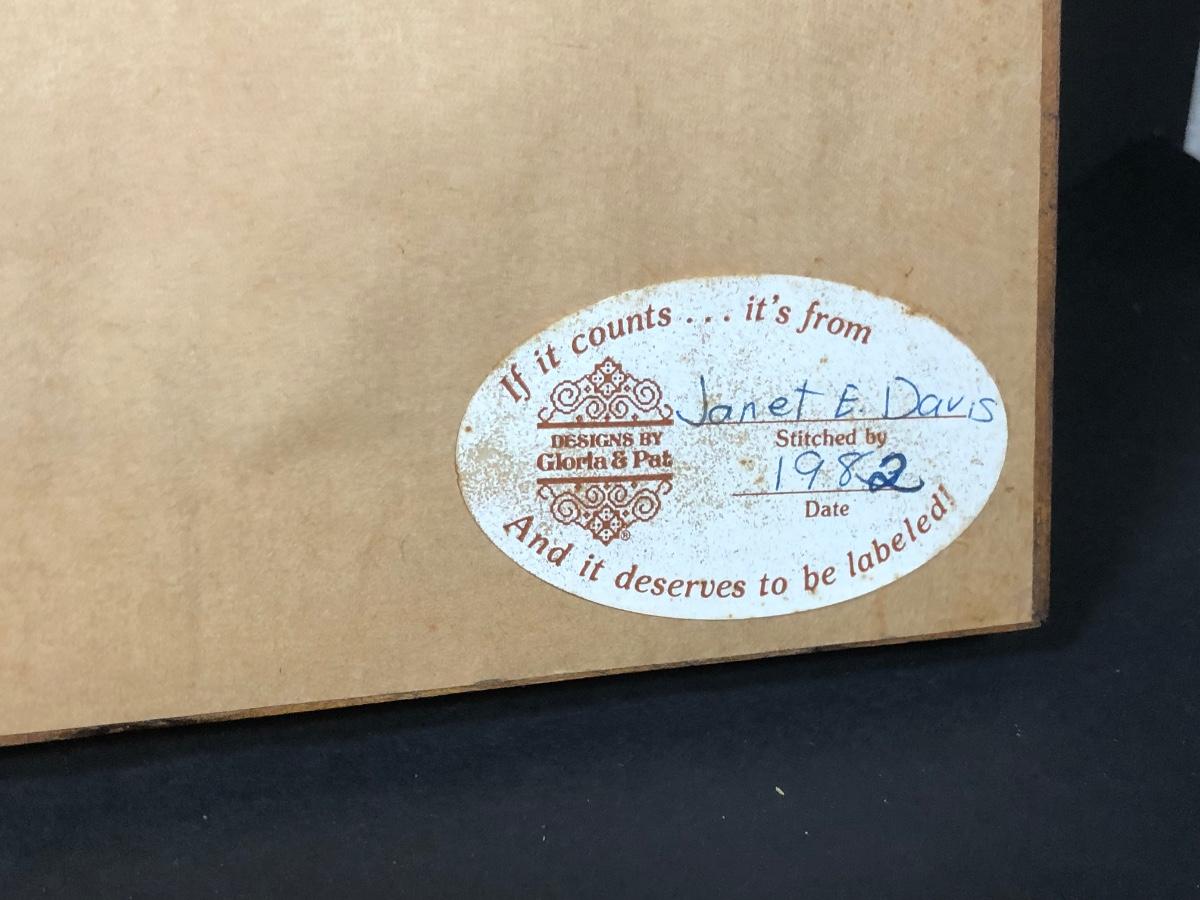 If it counts . . . it's from
DESIGNS BY
Gloria & Pat
®
Janet E. Davis
Stitched by
1982
Date
And it deserves to be labeled!